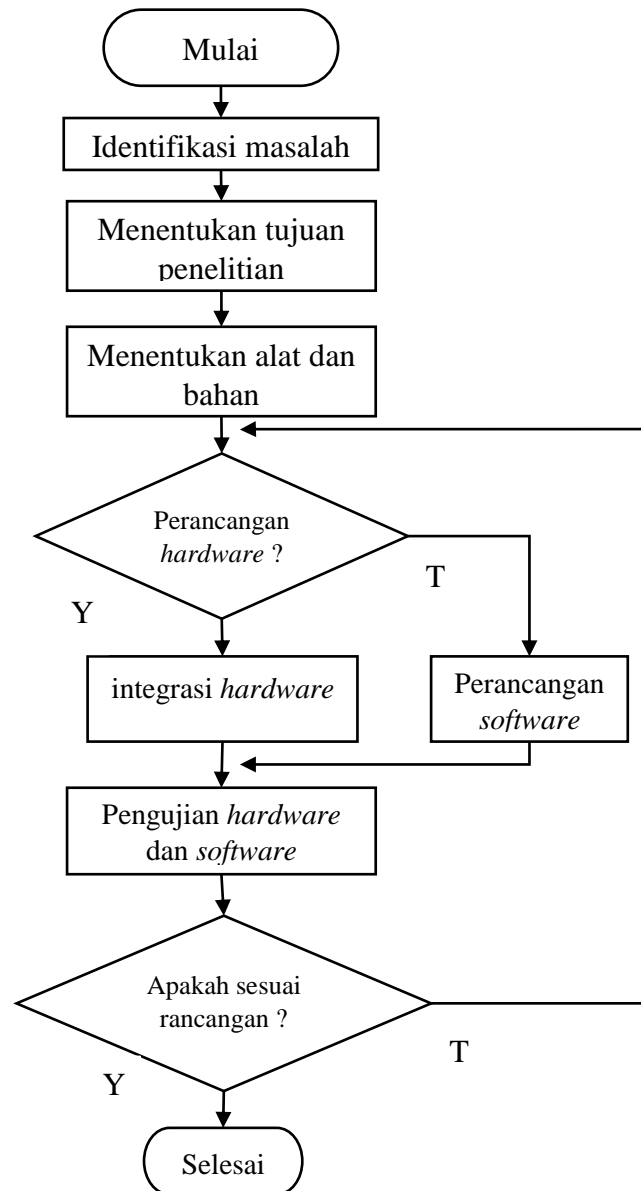 Mulai
Identifikasi masalah
Menentukan tujuan
penelitian
Menentukan alat dan
bahan
Perancangan
hardware ?
T
Y
integrasi hardware
Perancangan
software
Pengujian hardware
dan software
Apakah sesuai
rancangan ?
T
Y
Selesai